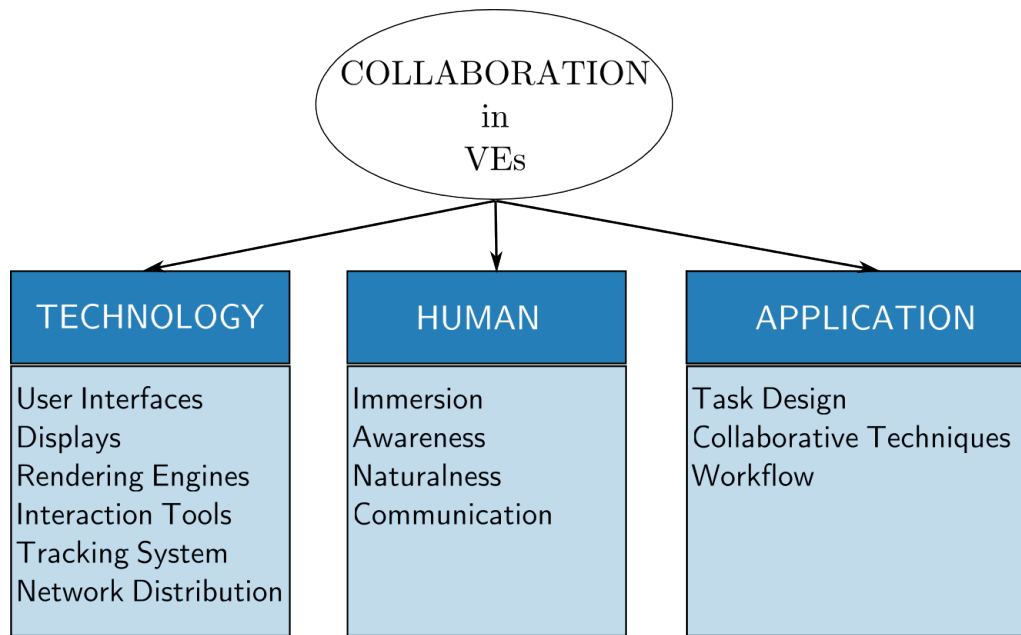 COLLABORATION
in
VEs
TECHNOLOGY
User Interfaces
Displays
Rendering Engines
Interaction Tools
Tracking System
Network Distribution
HUMAN
Immersion
Awareness
Naturalness
Communication
APPLICATION
Task Design
Collaborative Techniques
Workflow